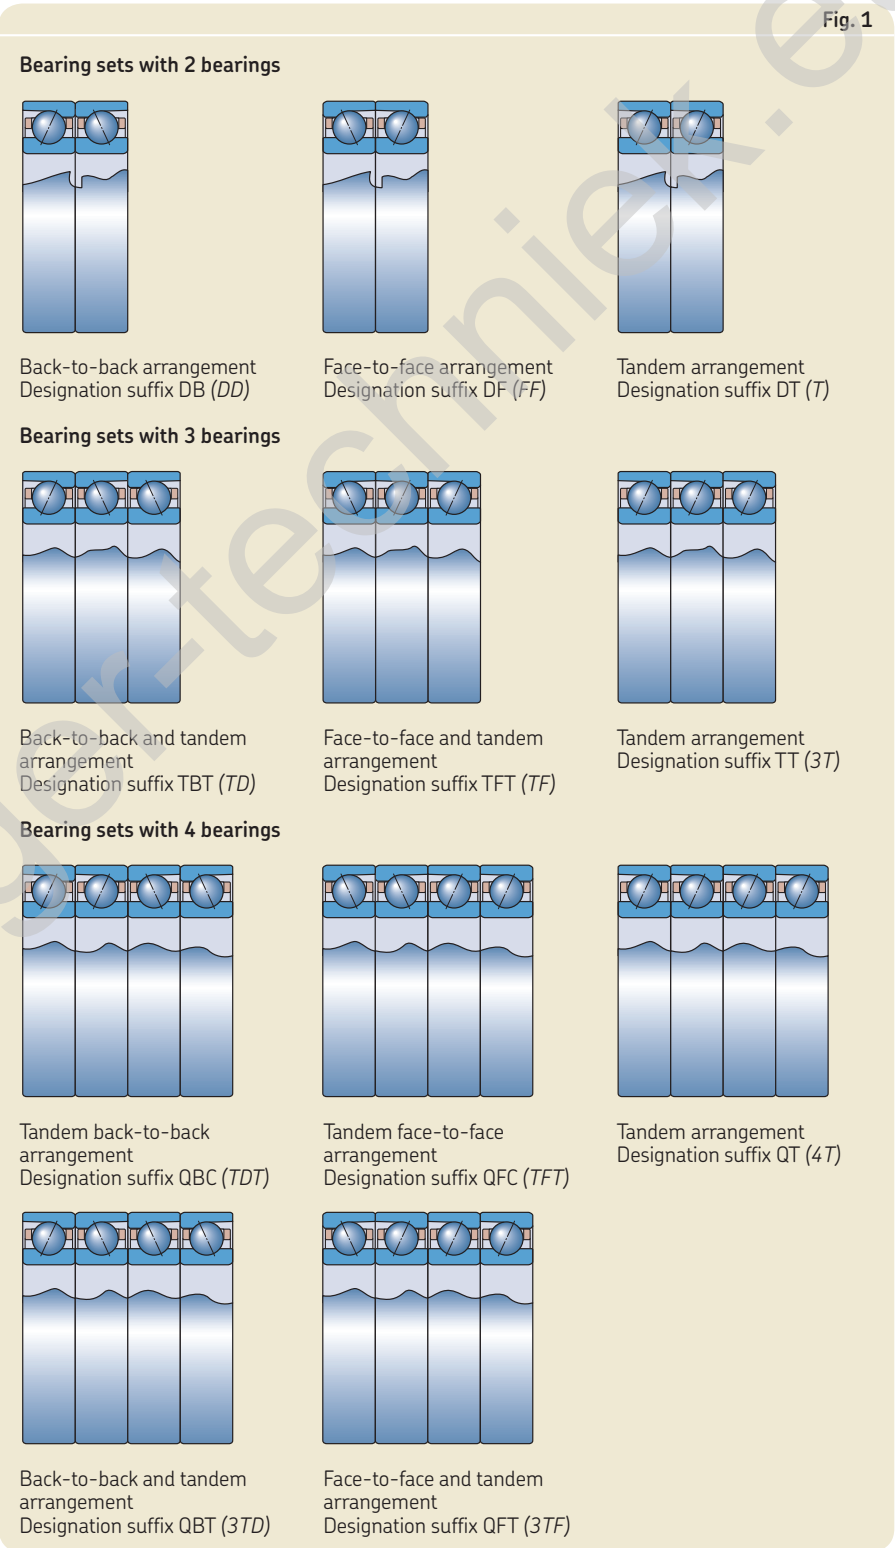 Fig. 1
Bearing sets with 2 bearings
Back-to-back arrangement
Designation suffix DB (DD)
Face-to-face arrangement
Designation suffix DF (FF)
Tandem arrangement
Designation suffix DT (T)
Bearing sets with 3 bearings
Back-to-back and tandem
arrangement
Designation suffix TBT (TD)
Face-to-face and tandem
arrangement
Designation suffix TFT (TF)
Tandem arrangement
Designation suffix TT (3T)
Bearing sets with 4 bearings
Tandem back-to-back
arrangement
Designation suffix QBC (TDT)
Tandem face-to-face
arrangement
Designation suffix QFC (TFT)
Tandem arrangement
Designation suffix QT (4T)
Back-to-back and tandem
arrangement
Designation suffix QBT (3TD)
Face-to-face and tandem
arrangement
Designation suffix QFT (3TF)